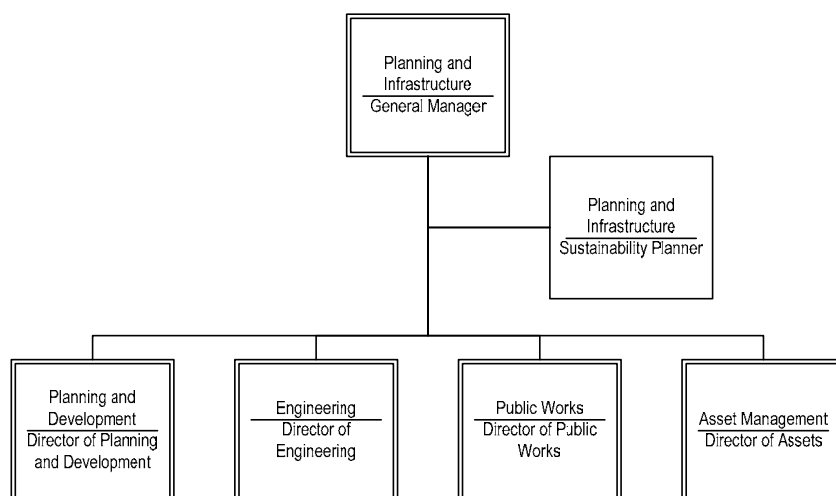 Planning and
Infrastructure
General Manager
Planning and
Infrastructure
Sustainability Planner
Planning and
Development
Director of Planning
and Development
Engineering
Director of
Engineering
Public Works
Director of Public
Works
Asset Management
Director of Assets